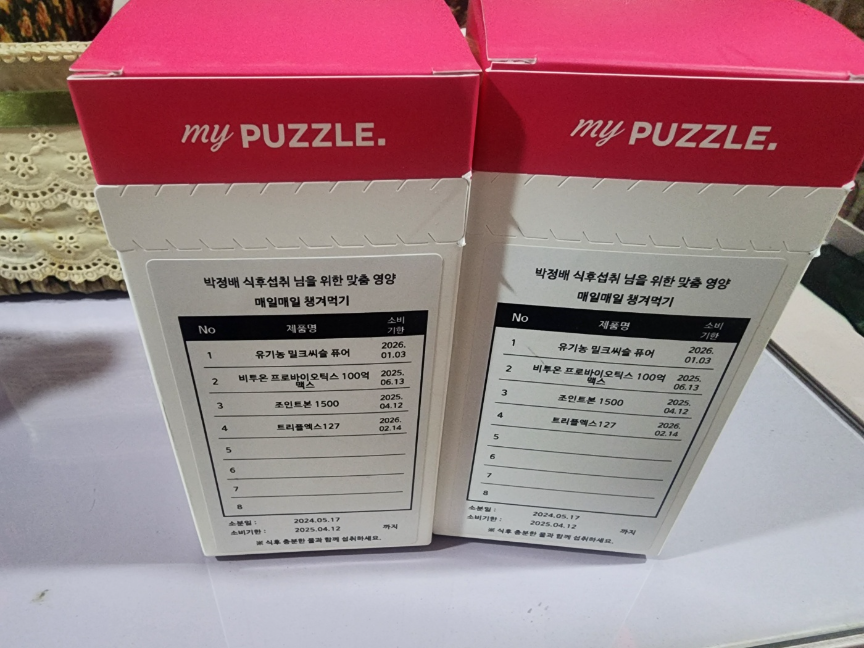 my PUZZLE.
박정배 식후섭취 님을 위한 맞춤 영양
매일매일 챙겨먹기
No 제품명 소비
기한
1 유기농 밀크씨슬 퓨어 2026.
01.03
2 비투온 프로바이오틱스 100억 2025.
맥스 06.13
3 조인트본 1500 2025.
04.12
4 트리플엑스127 2026.
02.14
5
6
7
8
소분일 : 2024.05.17
소비기한 : 2025.04.12 까지
※ 식후 충분한 물과 함께 섭취하세요.
my PUZZLE.
박정배 식후섭취 님을 위한 맞춤 영양
매일매일 챙겨먹기
No 제품명 소비
기한
1 유기농 밀크씨슬 퓨어 2026.
01.03
2 비투온 프로바이오틱스 100억 2025.
맥스 06.13
3 조인트본 1500 2025.
04.12
4 트리플엑스127 2026.
02.14
5
6
7
8
소분일 : 2024.05.17
소비기한 : 2025.04.12 까지
※ 식후 충분한 물과 함께 섭취하세요.